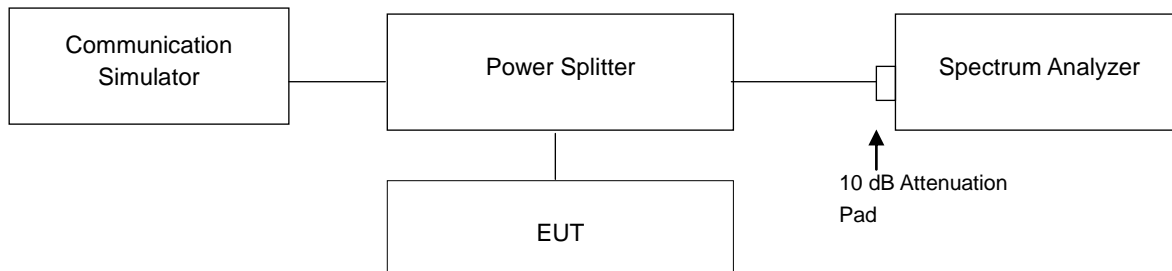 Communication
Simulator
Power Splitter
Spectrum Analyzer
10 dB Attenuation
Pad
EUT